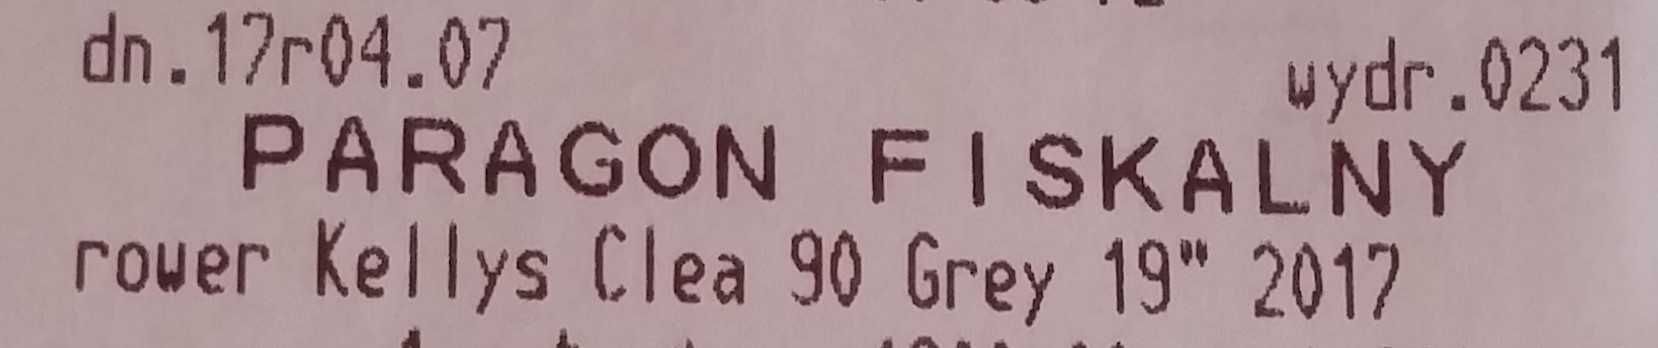 dn.17r04.07 wydr.0231
PARAGON FISKALNY
rower Kellys Clea 90 Grey 19" 2017